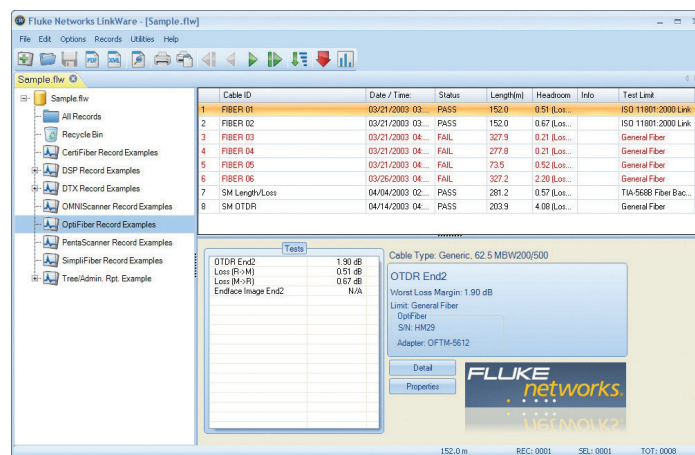 Fluke Networks LinkWare - [Sample.flw]
File Edit Options Records Utilities Help
PDF XML
Sample.flw
Sample.flw
All Records
Recycle Bin
CertiFiber Record Examples
DSP Record Examples
DTX Record Examples
OMNIScanner Record Examples
OptiFiber Record Examples
PentaScanner Record Examples
SimpliFiber Record Examples
Tree/Admin. Rpt. Example
Cable ID Date / Time: Status Length(m) Headroom Info Test Limit
1 FIBER 01 03/21/2003 03:... PASS 152.0 0.51 (Los... ISO 11801:2000 Link
2 FIBER 02 03/21/2003 03:... PASS 152.0 0.67 (Los... ISO 11801:2000 Link
3 FIBER 03 03/21/2003 04:... FAIL 327.9 0.21 (Los... General Fiber
4 FIBER 04 03/21/2003 04:... FAIL 277.8 0.21 (Los... General Fiber
5 FIBER 05 03/21/2003 04:... FAIL 73.5 0.52 (Los... General Fiber
6 FIBER 06 03/26/2003 04:... FAIL 327.2 2.20 (Los... General Fiber
7 SM Length/Loss 04/04/2003 02:... PASS 281.2 0.57 (Los... TIA-568B Fiber Bac...
8 SM OTDR 04/14/2003 04:... PASS 203.9 4.08 (Los... General Fiber
Tests
OTDR End2 1.90 dB
Loss (R->M) 0.51 dB
Loss (M->R) 0.67 dB
Endface Image End2 N/A
Cable Type: Generic, 62.5 MBW200/500
OTDR End2
Worst Loss Margin: 1.90 dB
Limit: General Fiber
OptiFiber
S/N: HM29
Adapter: OFTM-5612
Detail
Properties
FLUKE
networks.
152.0 m REC: 0001 SEL: 0001 TOT: 0008